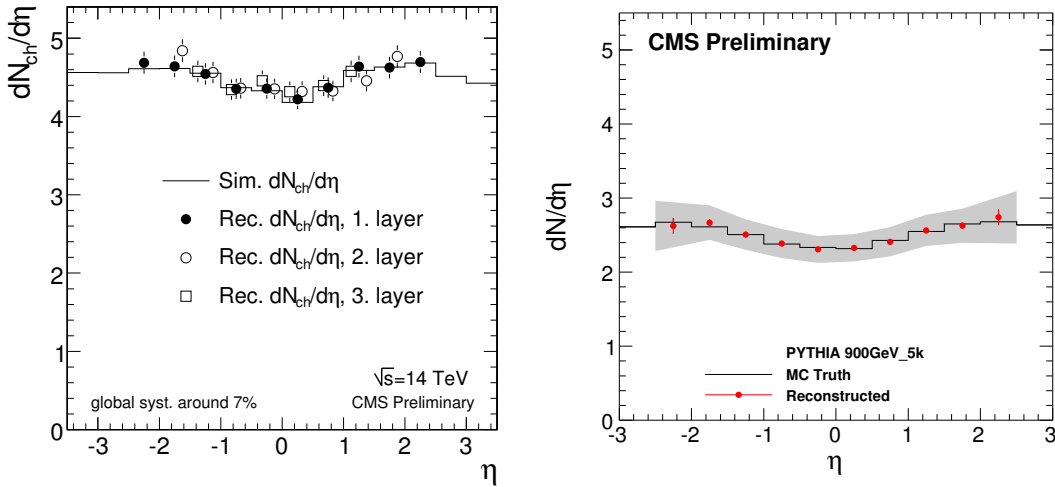 dN_ch/dη
5
4
3
2
1
0
Sim. dN_ch/dη
Rec. dN_ch/dη, 1. layer
Rec. dN_ch/dη, 2. layer
Rec. dN_ch/dη, 3. layer
√s=14 TeV
global syst. around 7%
CMS Preliminary
-3 -2 -1 0 1 2 3
η
CMS Preliminary
dN/dη
5
4
3
2
1
0
PYTHIA 900GeV_5k
MC Truth
Reconstructed
-3 -2 -1 0 1 2 3
η